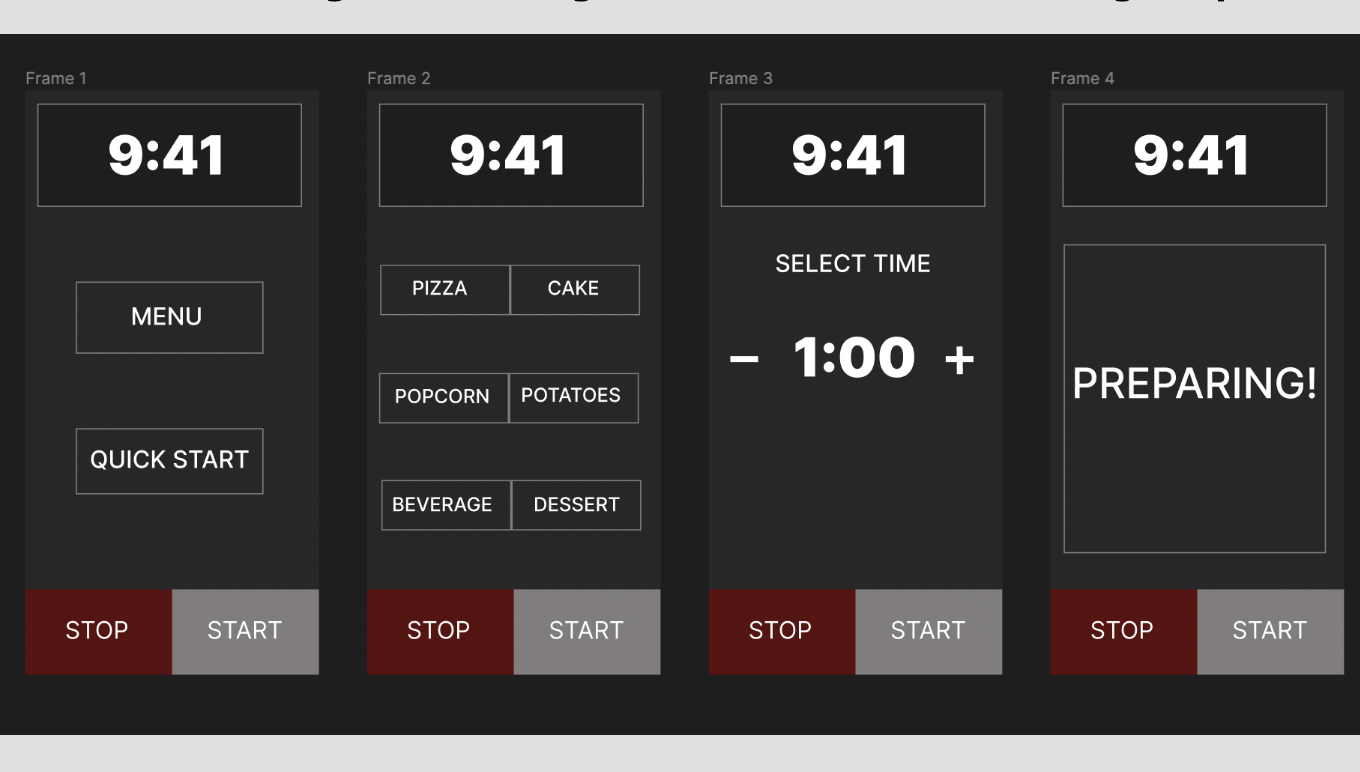 Frame 1
9:41
MENU
QUICK START
STOP START
Frame 2
9:41
PIZZA CAKE
POPCORN POTATOES
BEVERAGE DESSERT
STOP START
Frame 3
9:41
SELECT TIME
− 1:00 +
STOP START
Frame 4
9:41
PREPARING!
STOP START